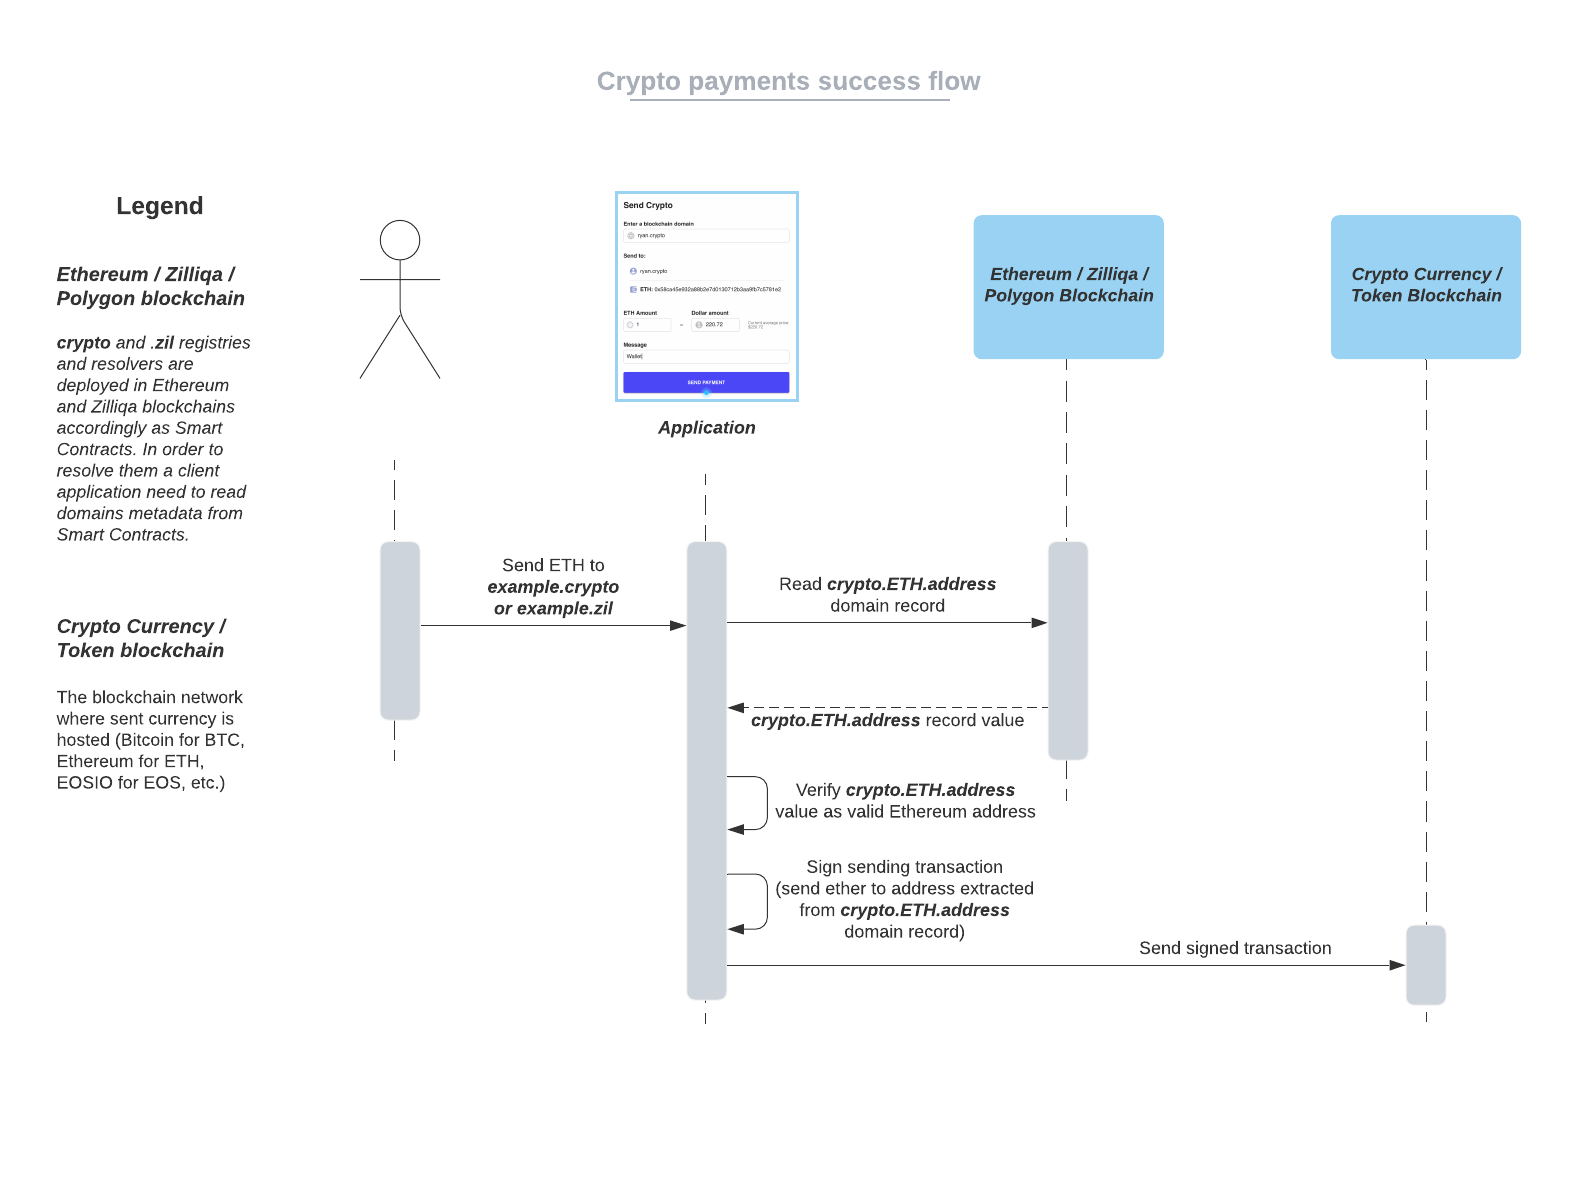 Crypto payments success flow
Legend
Ethereum / Zilliqa /
Polygon blockchain
crypto and .zil registries
and resolvers are
deployed in Ethereum
and Zilliqa blockchains
accordingly as Smart
Contracts. In order to
resolve them a client
application need to read
domains metadata from
Smart Contracts.
Crypto Currency /
Token blockchain
The blockchain network
where sent currency is
hosted (Bitcoin for BTC,
Ethereum for ETH,
EOSIO for EOS, etc.)
Send Crypto
Enter a blockchain domain
ryan.crypto
Send to:
ryan.crypto
ETH:
ETH Amount
Dollar amount
1
220.72
Current average price
$220.72
Message
Wallet
SEND PAYMENT
Application
Ethereum / Zilliqa /
Polygon Blockchain
Crypto Currency /
Token Blockchain
Send ETH to
example.crypto
or example.zil
Read crypto.ETH.address
domain record
crypto.ETH.address record value
Verify crypto.ETH.address
value as valid Ethereum address
Sign sending transaction
(send ether to address extracted
from crypto.ETH.address
domain record)
Send signed transaction